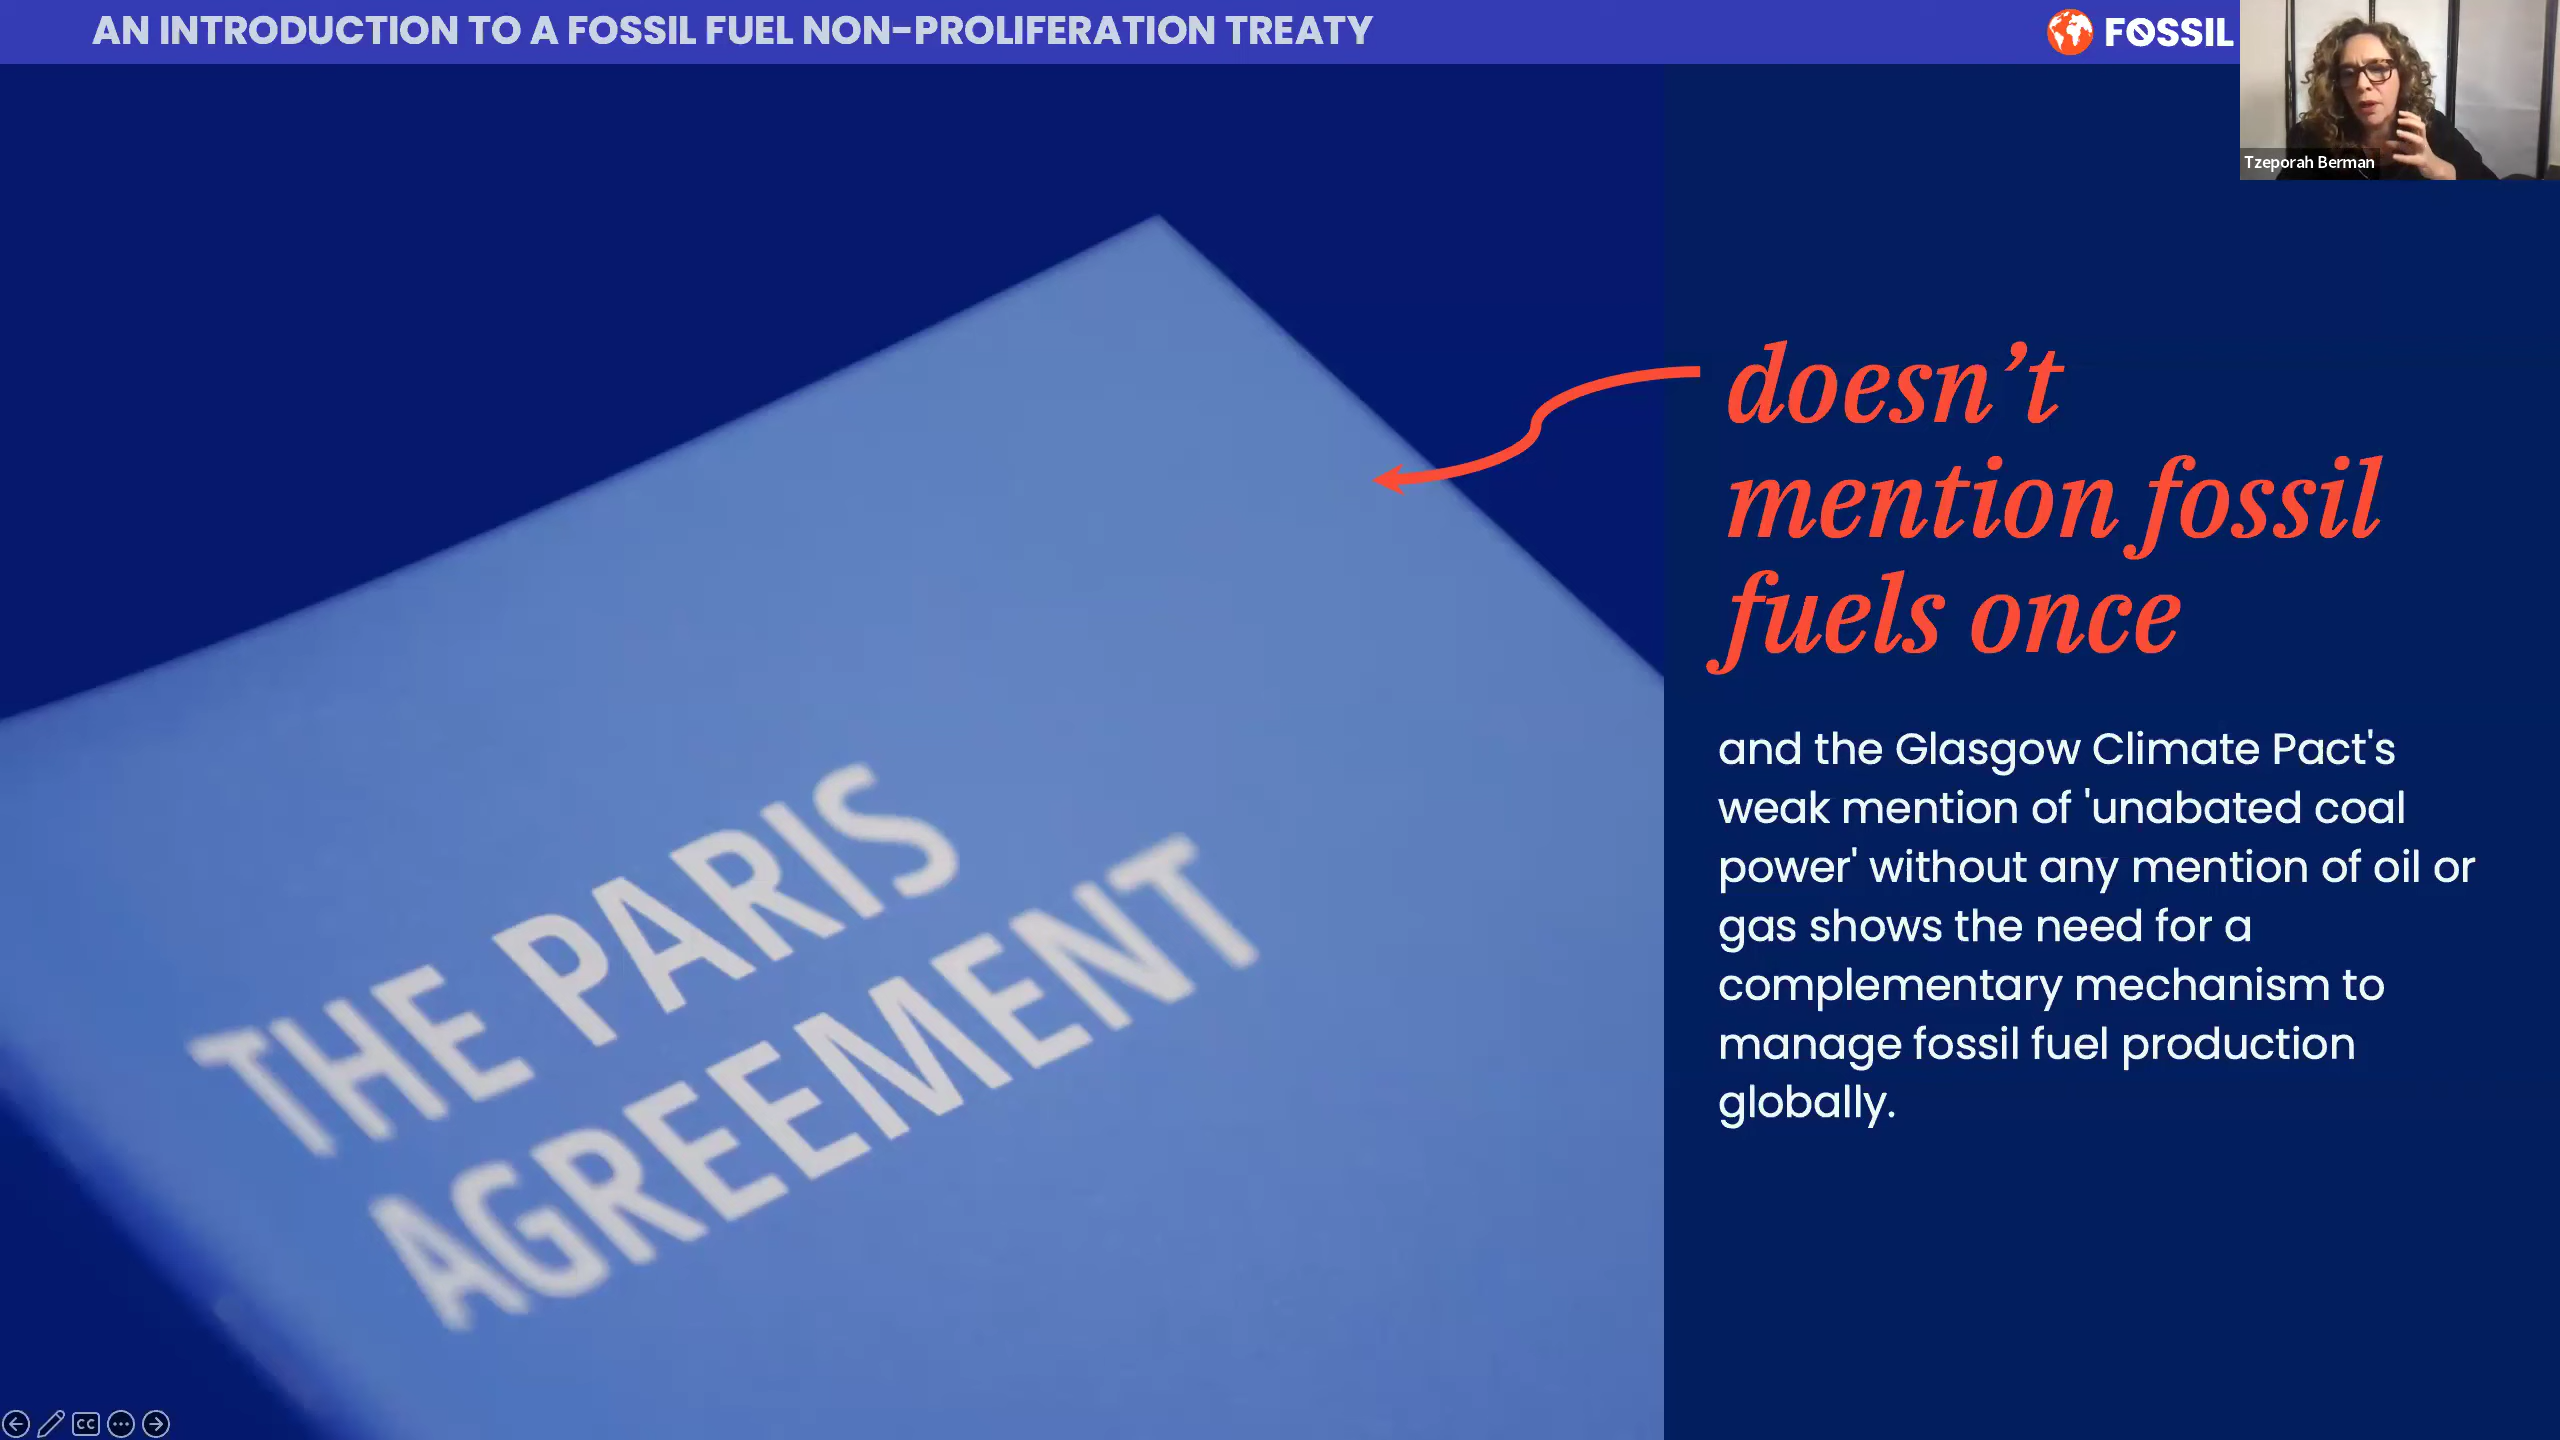 AN INTRODUCTION TO A FOSSIL FUEL NON-PROLIFERATION TREATY
FOSSIL
Tzeporah Berman
doesn’t
mention fossil
fuels once
and the Glasgow Climate Pact's
weak mention of 'unabated coal
power' without any mention of oil or
gas shows the need for a
complementary mechanism to
manage fossil fuel production
globally.
THE PARIS
AGREEMENT
CC